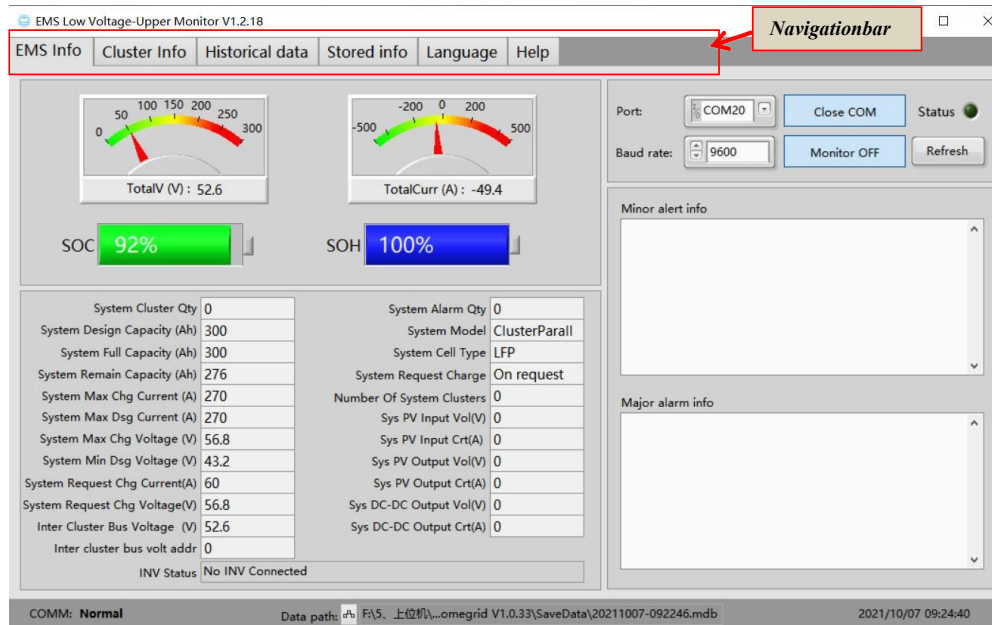 EMS Low Voltage-Upper Monitor V1.2.18
Navigationbar
EMS Info Cluster Info Historical data Stored info Language Help
0 50 100 150 200 250 300
TotalV (V) : 52.6
-500 -200 0 200 500
TotalCurr (A) : -49.4
SOC 92%
SOH 100%
Port: COM20 Close COM Status
Baud rate: 9600 Monitor OFF Refresh
Minor alert info
Major alarm info
System Cluster Qty 0
System Design Capacity (Ah) 300
System Full Capacity (Ah) 300
System Remain Capacity (Ah) 276
System Max Chg Current (A) 270
System Max Dsg Current (A) 270
System Max Chg Voltage (V) 56.8
System Min Dsg Voltage (V) 43.2
System Request Chg Current(A) 60
System Request Chg Voltage(V) 56.8
Inter Cluster Bus Voltage (V) 52.6
Inter cluster bus volt addr 0
INV Status No INV Connected
System Alarm Qty 0
System Model ClusterParall
System Cell Type LFP
System Request Charge On request
Number Of System Clusters 0
Sys PV Input Vol(V) 0
Sys PV Input Crt(A) 0
Sys PV Output Vol(V) 0
Sys PV Output Crt(A) 0
Sys DC-DC Output Vol(V) 0
Sys DC-DC Output Crt(A) 0
COMM: Normal
Data path: F:\5、上位机\...omegrid V1.0.33\SaveData\20211007-092246.mdb
2021/10/07 09:24:40